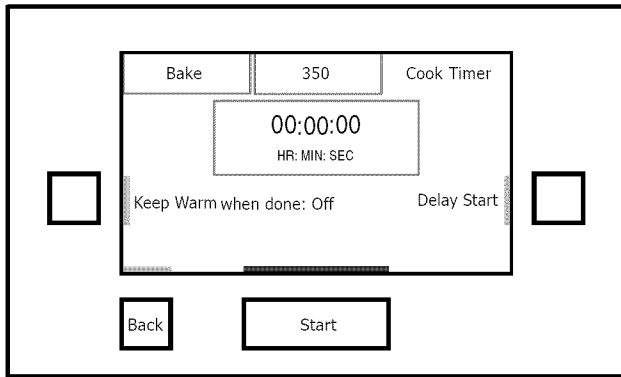 Bake 350 Cook Timer
00:00:00
HR: MIN: SEC
Keep Warm when done: Off Delay Start
Back Start